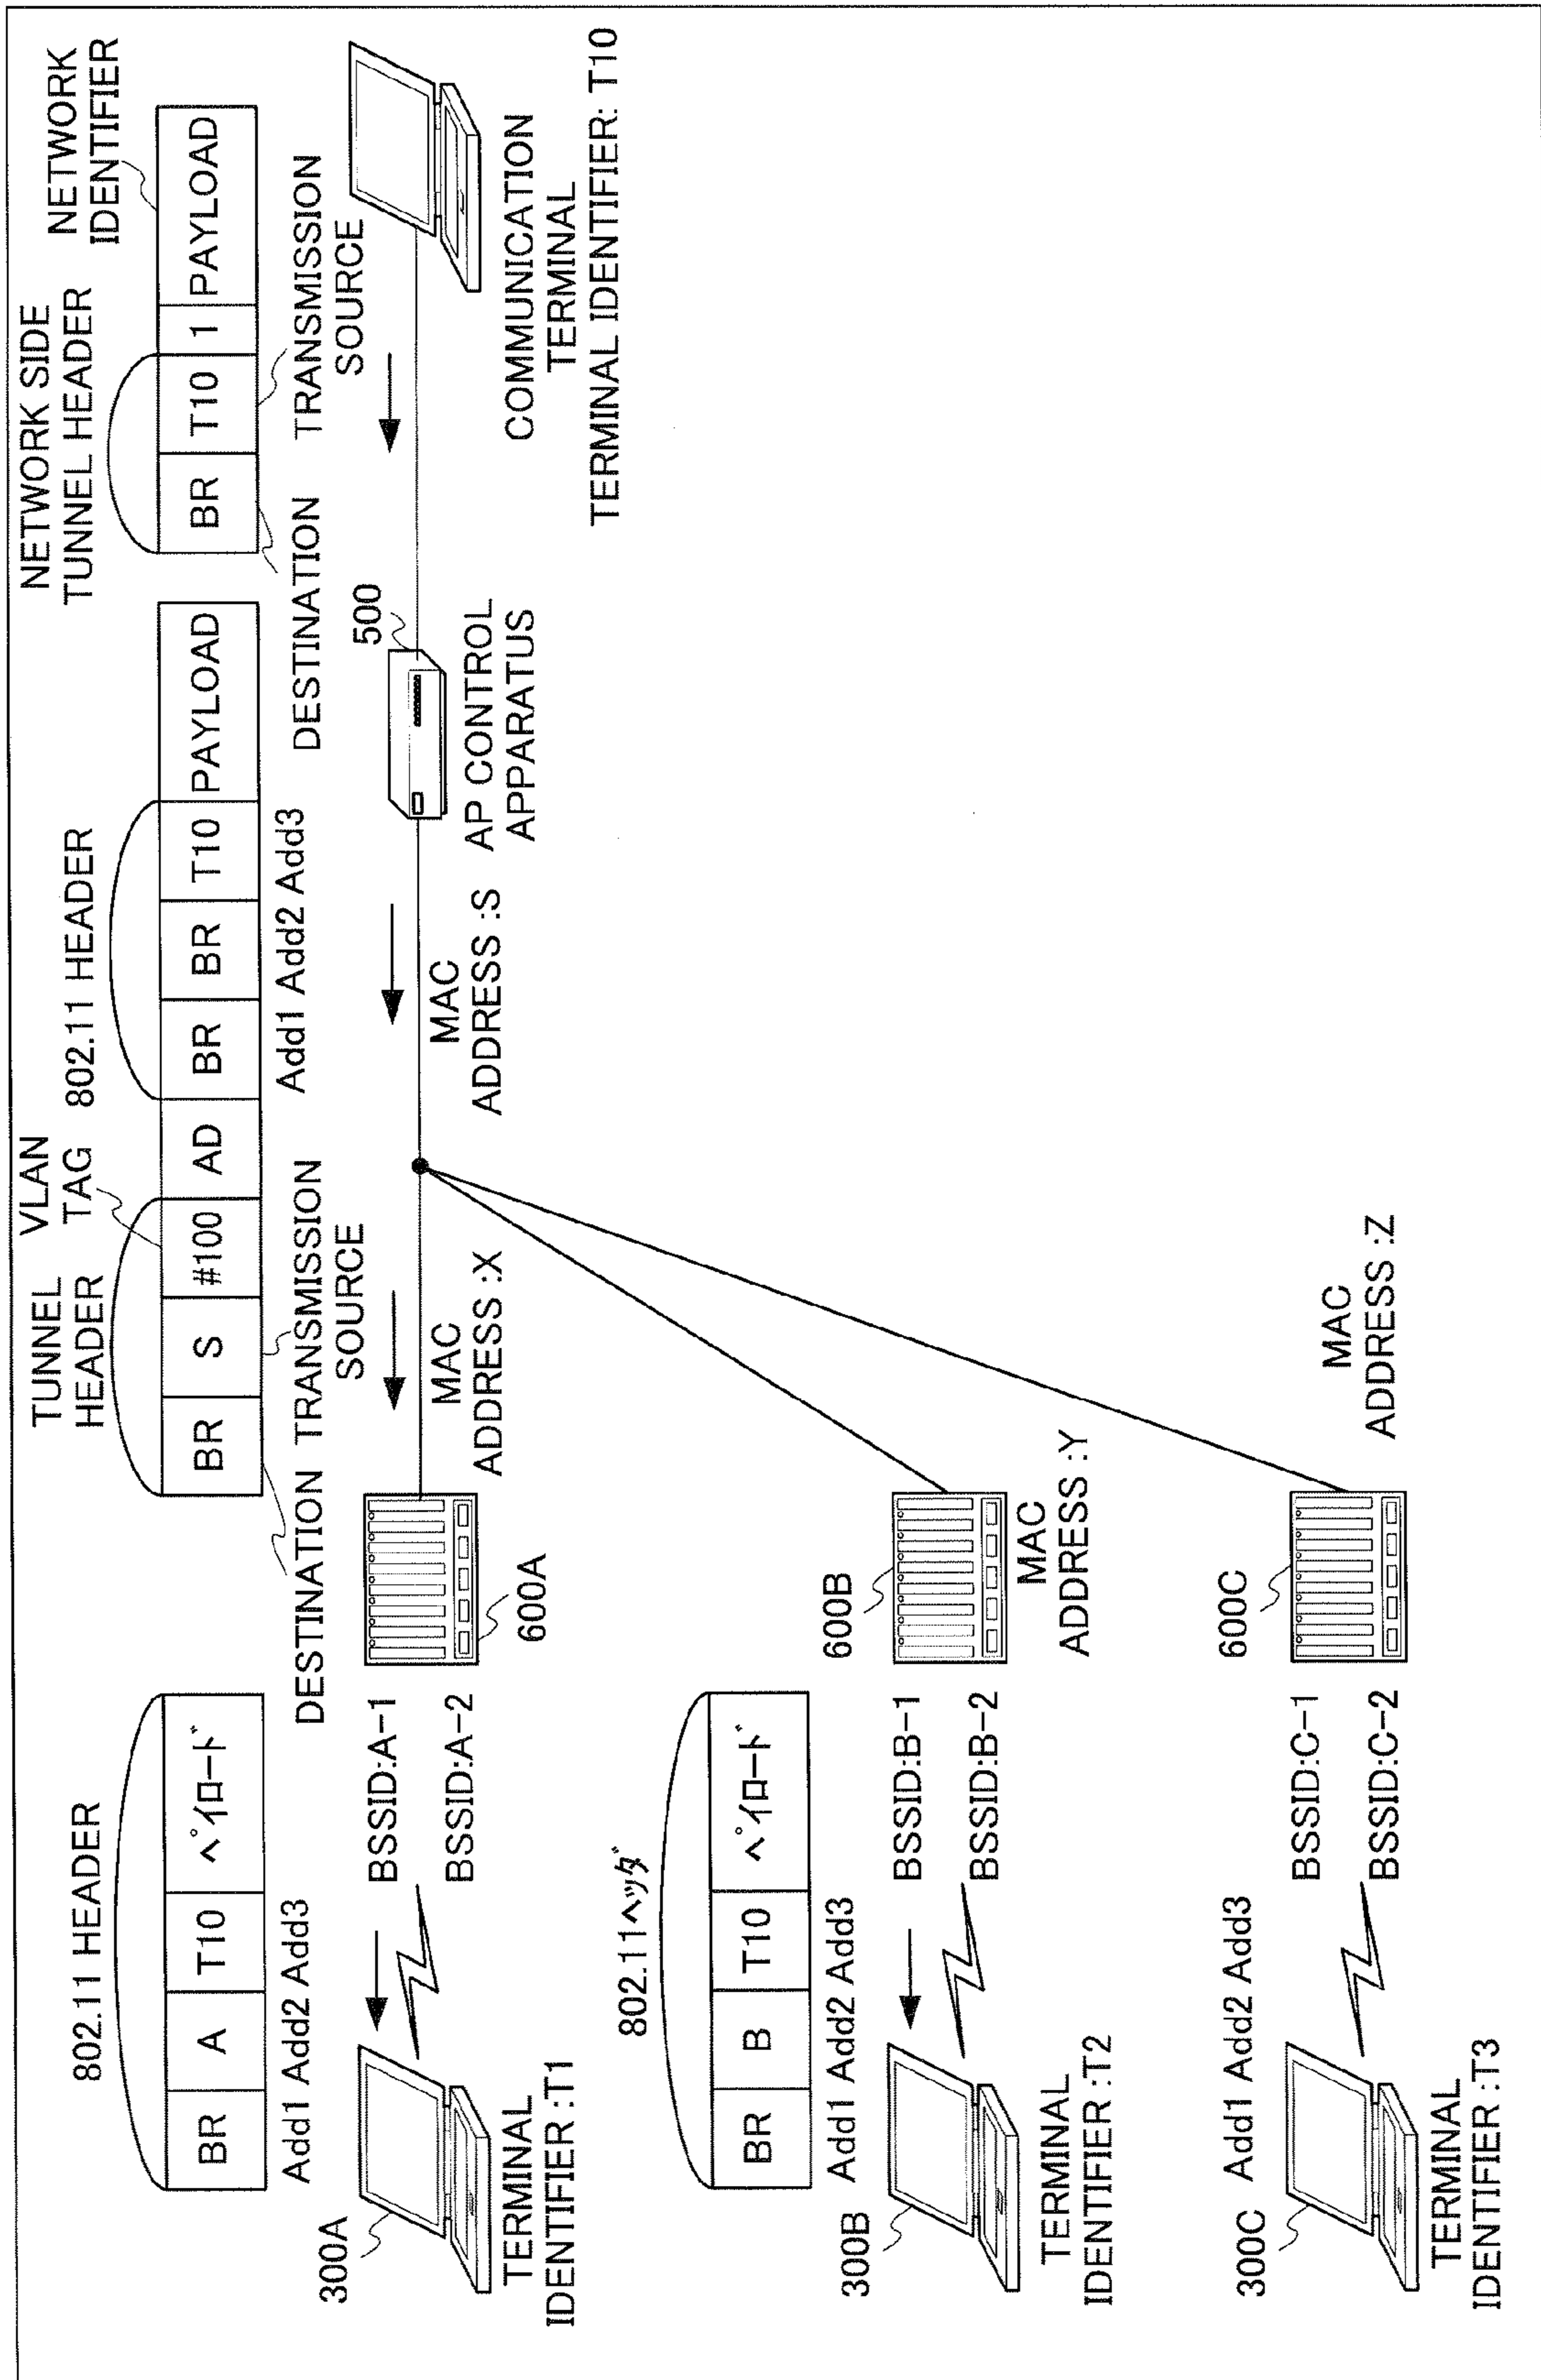 802.11 HEADER
BR A T10 ペイロード
Add1 Add2 Add3
TUNNEL
HEADER
VLAN
TAG
802.11 HEADER
BR S #100 AD BR BR T10 PAYLOAD
Add1 Add2 Add3
DESTINATION
TRANSMISSION
SOURCE
NETWORK SIDE
TUNNEL HEADER
NETWORK
IDENTIFIER
BR T10 1 PAYLOAD
DESTINATION
TRANSMISSION
SOURCE
300A
TERMINAL
IDENTIFIER :T1
BSSID:A-1
BSSID:A-2
600A
MAC
ADDRESS :X
MAC
ADDRESS :S
500
AP CONTROL
APPARATUS
COMMUNICATION
TERMINAL
TERMINAL IDENTIFIER: T10
802.11ヘッダ
BR B T10 ペイロード
Add1 Add2 Add3
300B
TERMINAL
IDENTIFIER :T2
BSSID:B-1
BSSID:B-2
600B
MAC
ADDRESS :Y
Add1 Add2 Add3
300C
TERMINAL
IDENTIFIER :T3
BSSID:C-1
BSSID:C-2
600C
MAC
ADDRESS :Z